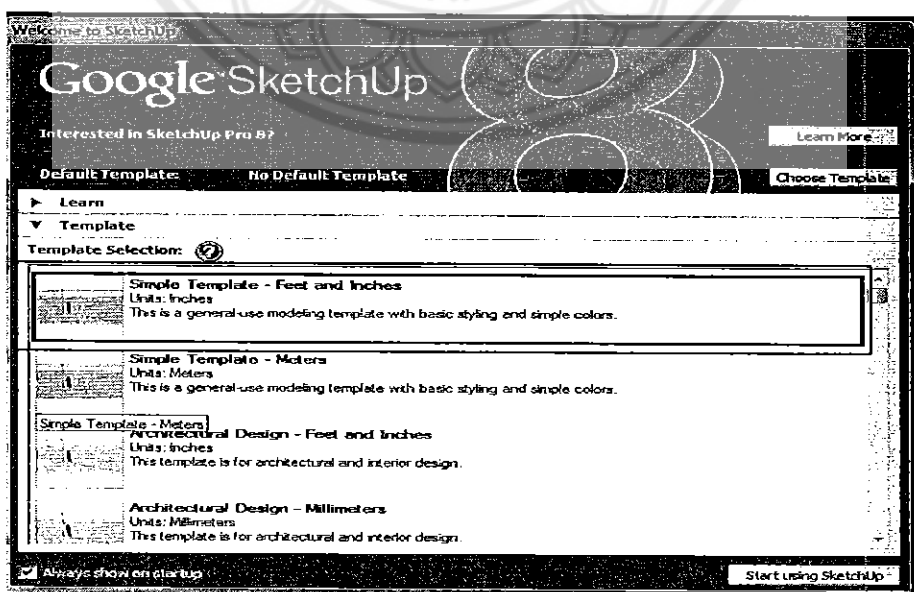 Welcome to SketchUp
Google SketchUp
8
Interested in SketchUp Pro 8?
Learn More
Default Template: No Default Template
Choose Template
Learn
Template
Template Selection:
Simple Template - Feet and Inches
Units: Inches
This is a general-use modeling template with basic styling and simple colors.
Simple Template - Meters
Units: Meters
This is a general-use modeling template with basic styling and simple colors.
Simple Template - Meters
Architectural Design - Feet and Inches
Units: Inches
This template is for architectural and interior design.
Architectural Design - Millimeters
Units: Millimeters
This template is for architectural and interior design.
Always show on startup
Start using SketchUp